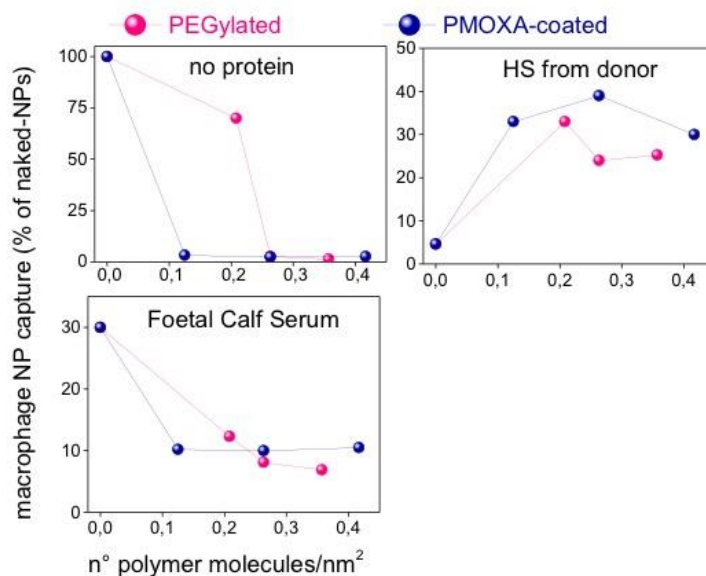 PEGylated PMOXA-coated
no protein
100
75
50
25
0
0,0 0,1 0,2 0,3 0,4
HS from donor
50
40
30
20
10
0
0,0 0,1 0,2 0,3 0,4
Foetal Calf Serum
30
20
10
0
0,0 0,1 0,2 0,3 0,4
macrophage NP capture (% of naked-NPs)
n° polymer molecules/nm²